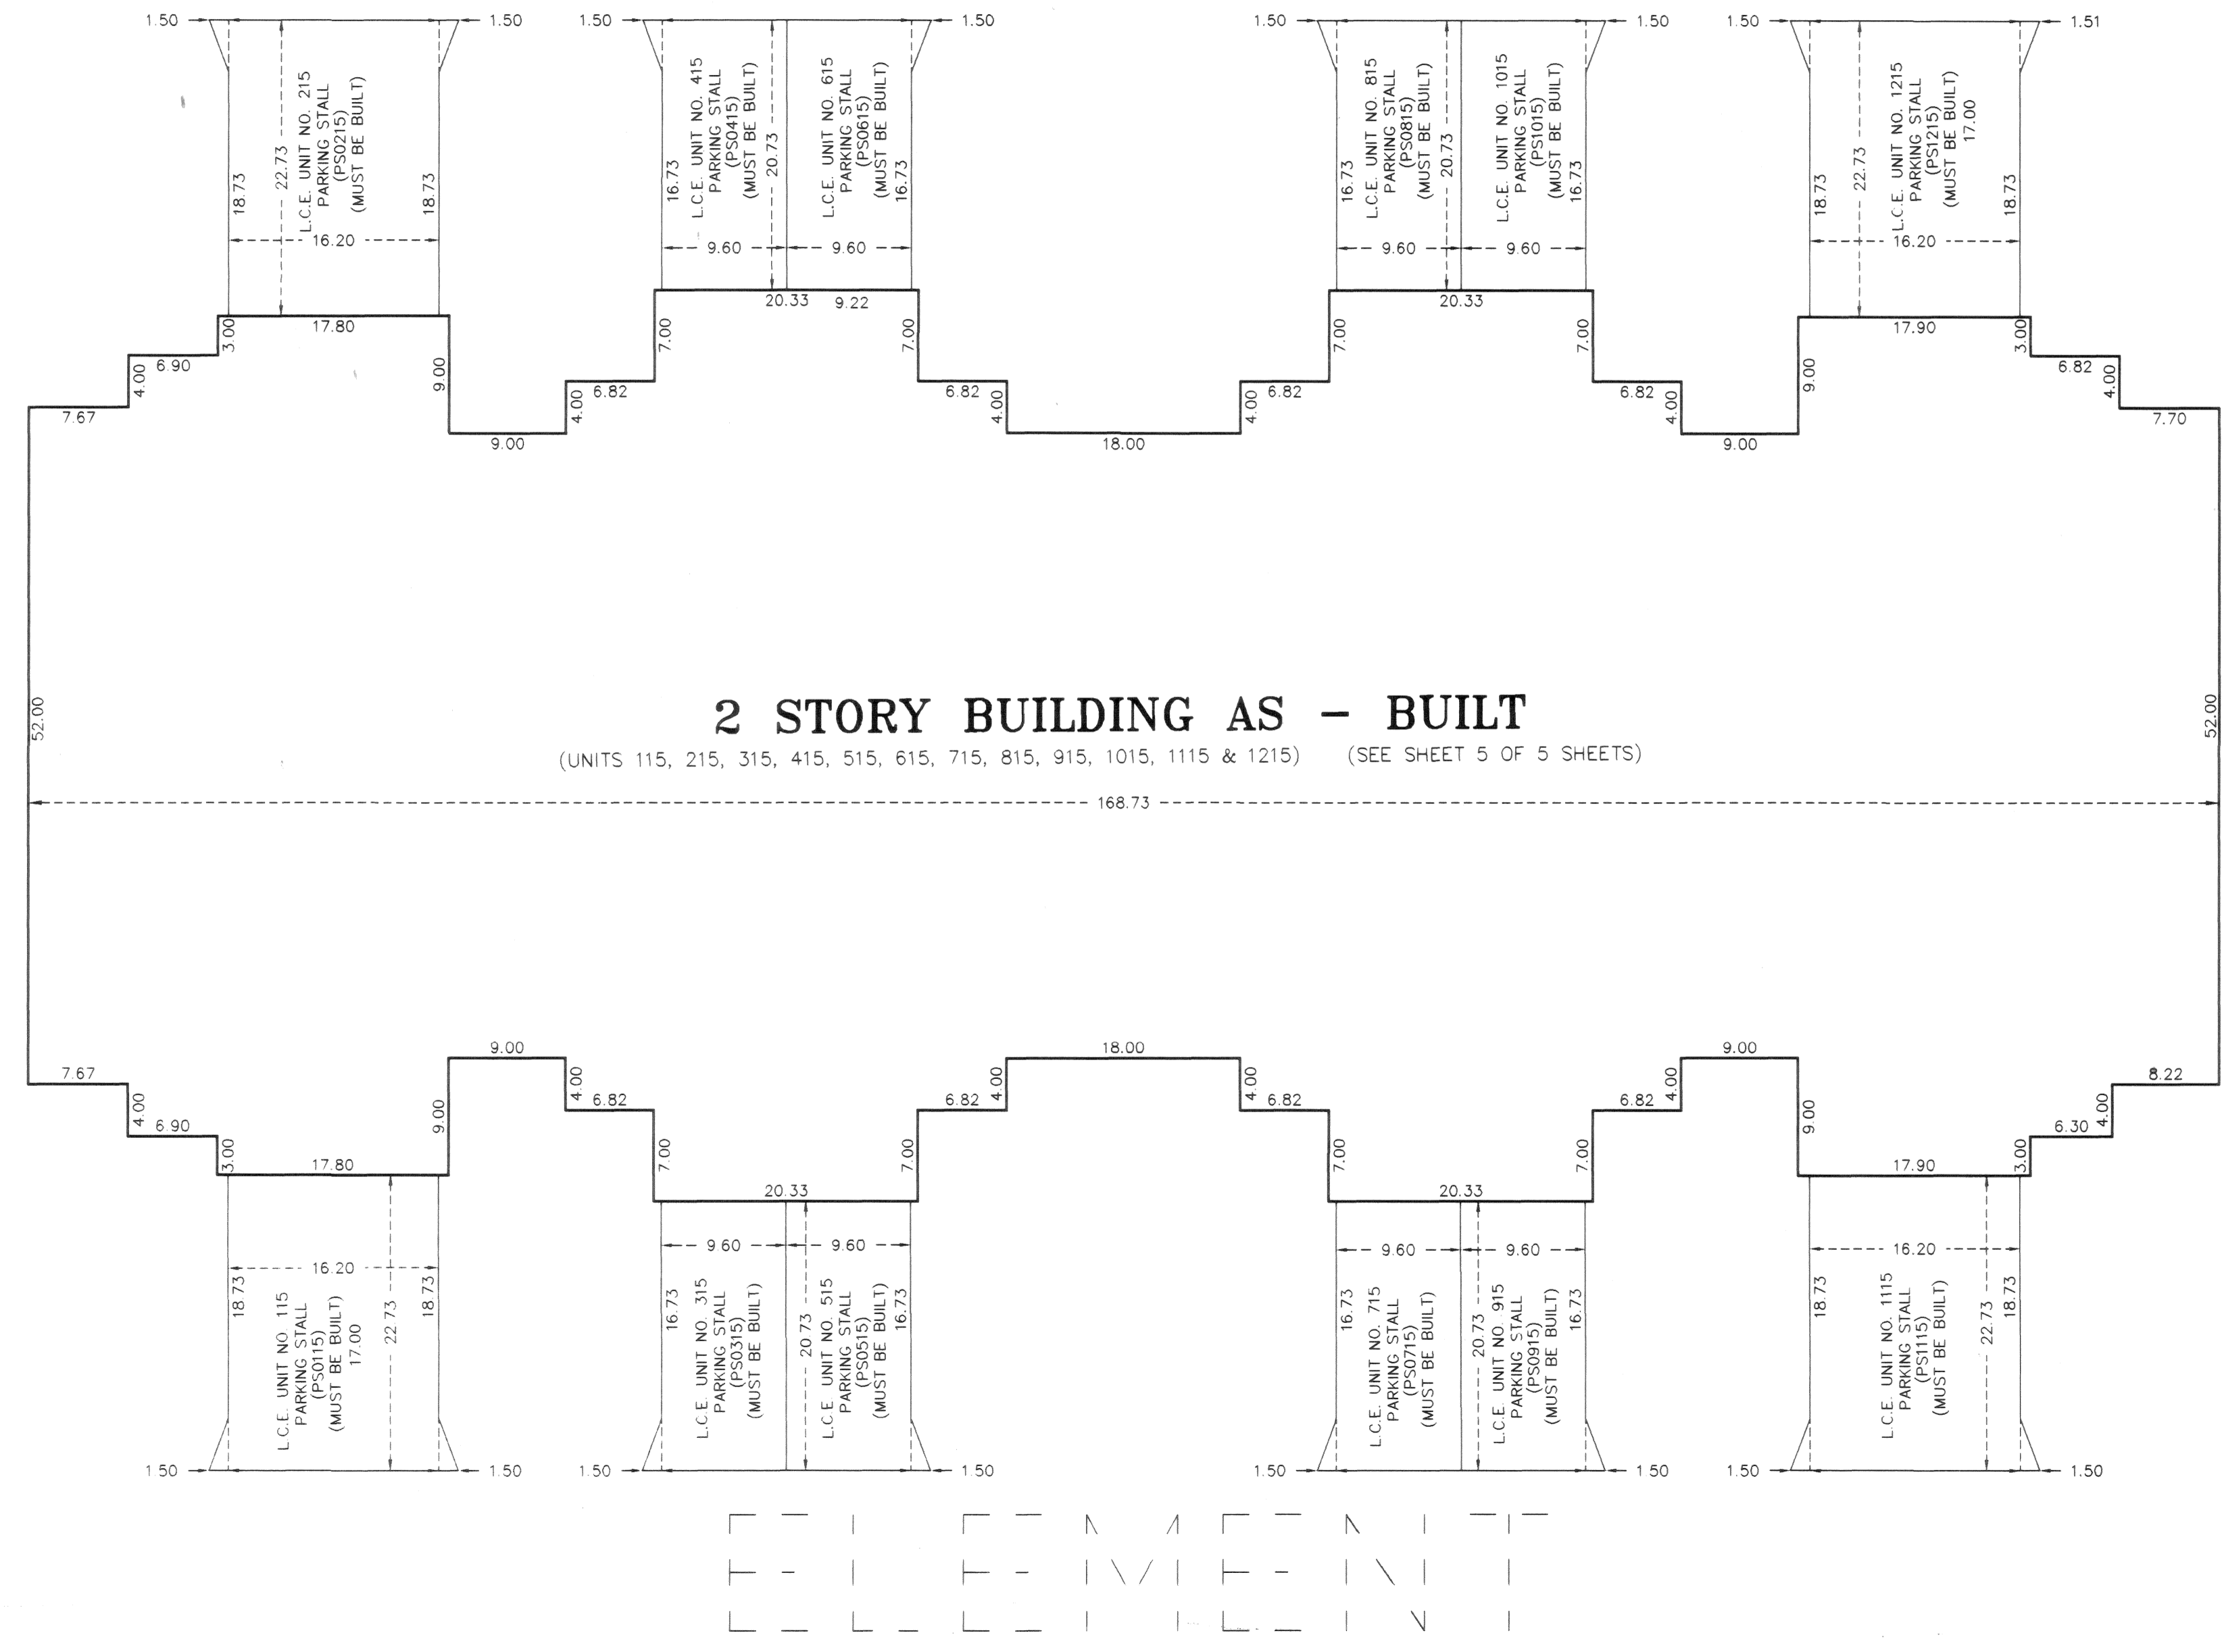 1.50 1.50 1.50 1.50 1.50 1.50 1.50 1.51
L.C.E. UNIT NO. 215
PARKING STALL
(PS0215)
(MUST BE BUILT)
18.73
22.73
18.73
16.20
L.C.E. UNIT NO. 415
PARKING STALL
(PS0415)
(MUST BE BUILT)
16.73
20.73
9.60
L.C.E. UNIT NO. 615
PARKING STALL
(PS0615)
(MUST BE BUILT)
16.73
9.60
L.C.E. UNIT NO. 815
PARKING STALL
(PS0815)
(MUST BE BUILT)
16.73
20.73
9.60
L.C.E. UNIT NO. 1015
PARKING STALL
(PS1015)
(MUST BE BUILT)
16.73
9.60
L.C.E. UNIT NO. 1215
PARKING STALL
(PS1215)
(MUST BE BUILT)
17.00
18.73
22.73
18.73
16.20
7.67
4.00
6.90
3.00
17.80
9.00
9.00
4.00
6.82
7.00
20.33 9.22
7.00
6.82
4.00
18.00
4.00
6.82
7.00
20.33
7.00
6.82
4.00
9.00
9.00
17.90
3.00
6.82
4.00
7.70
52.00
52.00
2 STORY BUILDING AS - BUILT
(UNITS 115, 215, 315, 415, 515, 615, 715, 815, 915, 1015, 1115 & 1215) (SEE SHEET 5 OF 5 SHEETS)
168.73
7.67
4.00
6.90
3.00
17.80
9.00
9.00
4.00
6.82
7.00
20.33
7.00
6.82
4.00
18.00
4.00
6.82
7.00
20.33
7.00
6.82
4.00
9.00
9.00
17.90
3.00
6.30
4.00
8.22
16.20
18.73
L.C.E. UNIT NO. 115
PARKING STALL
(PS0115)
(MUST BE BUILT)
17.00
22.73
18.73
9.60
16.73
L.C.E. UNIT NO. 315
PARKING STALL
(PS0315)
(MUST BE BUILT)
9.60
20.73
L.C.E. UNIT NO. 515
PARKING STALL
(PS0515)
(MUST BE BUILT)
16.73
9.60
16.73
L.C.E. UNIT NO. 715
PARKING STALL
(PS0715)
(MUST BE BUILT)
9.60
20.73
L.C.E. UNIT NO. 915
PARKING STALL
(PS0915)
(MUST BE BUILT)
16.73
16.20
18.73
L.C.E. UNIT NO. 1115
PARKING STALL
(PS1115)
(MUST BE BUILT)
22.73
18.73
1.50 1.50 1.50 1.50 1.50 1.50 1.50 1.50
ELEMENT